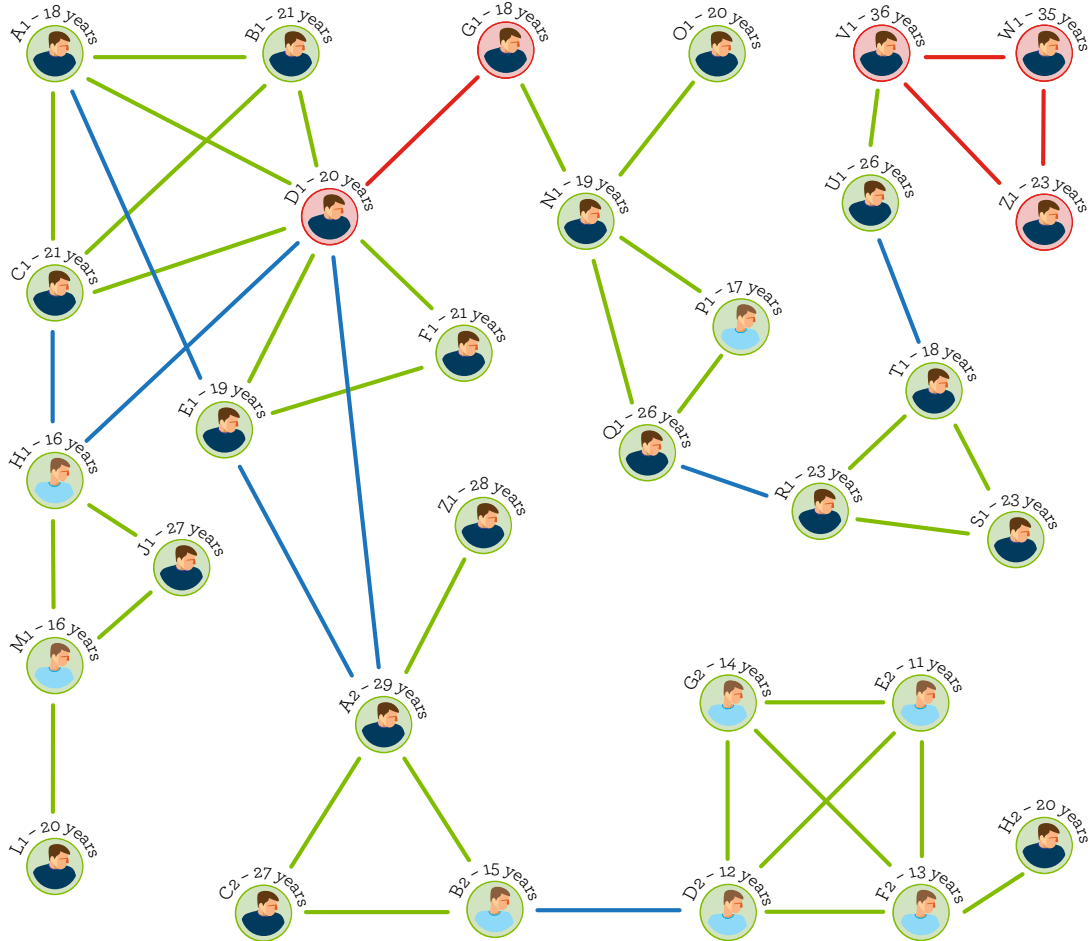 A1 - 18 years
B1 - 21 years
G1 - 18 years
O1 - 20 years
V1 - 36 years
W1 - 35 years
D1 - 20 years
N1 - 19 years
U1 - 26 years
Z1 - 23 years
C1 - 21 years
F1 - 21 years
P1 - 17 years
T1 - 18 years
E1 - 19 years
Q1 - 26 years
H1 - 16 years
Z1 - 28 years
R1 - 23 years
S1 - 23 years
J1 - 27 years
M1 - 16 years
A2 - 29 years
G2 - 14 years
E2 - 11 years
L1 - 20 years
C2 - 27 years
B2 - 15 years
D2 - 12 years
F2 - 13 years
H2 - 20 years